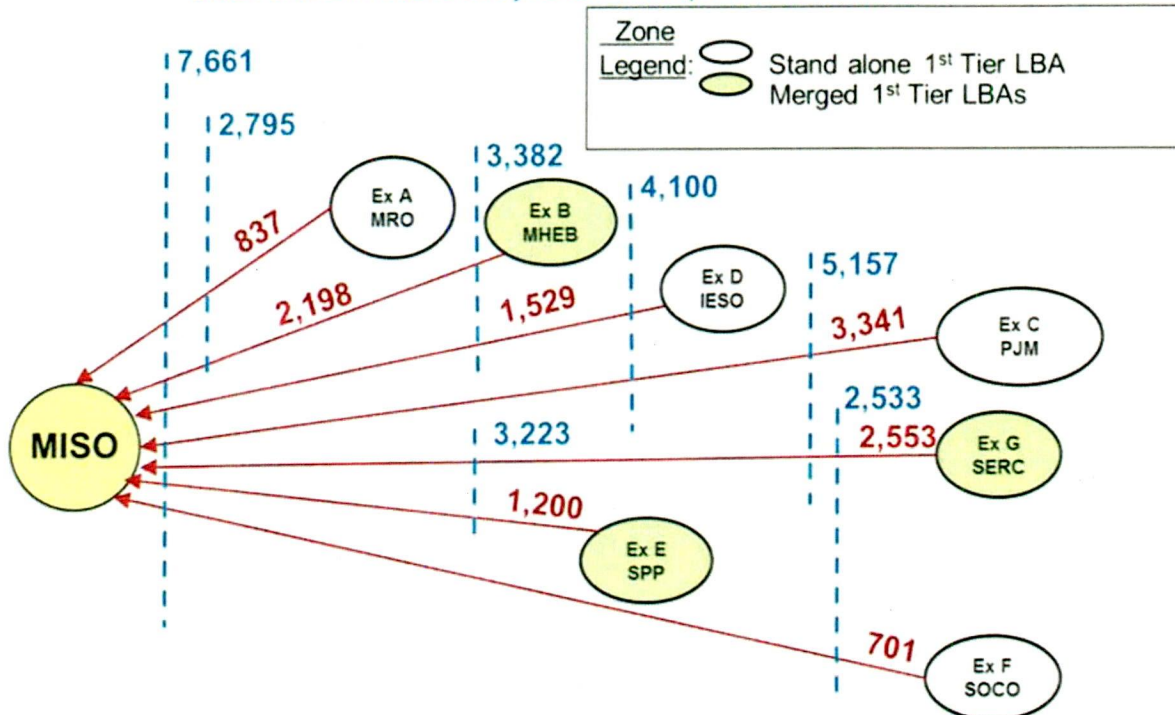 Zone
Legend:
Stand alone 1st Tier LBA
Merged 1st Tier LBAs
7,661
2,795
3,382
4,100
5,157
Ex A
MRO
837
Ex B
MHEB
2,198
Ex D
IESO
1,529
Ex C
PJM
3,341
2,533
MISO
3,223
2,553
Ex G
SERC
1,200
Ex E
SPP
701
Ex F
SOCO